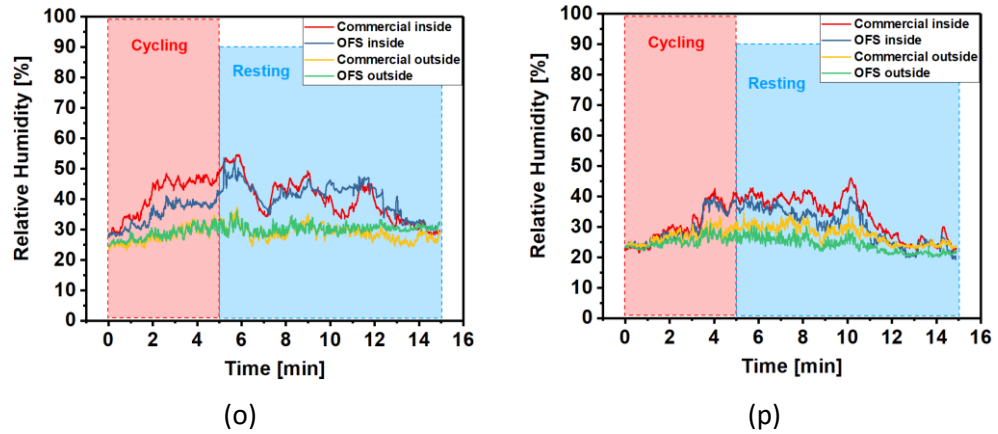 100
90
80
70
60
50
40
30
20
10
0
Relative Humidity [%]
Cycling
Resting
Commercial inside
OFS inside
Commercial outside
OFS outside
0 2 4 6 8 10 12 14 16
Time [min]
(o)
100
90
80
70
60
50
40
30
20
10
0
Relative Humidity [%]
Cycling
Resting
Commercial inside
OFS inside
Commercial outside
OFS outside
0 2 4 6 8 10 12 14 16
Time [min]
(p)